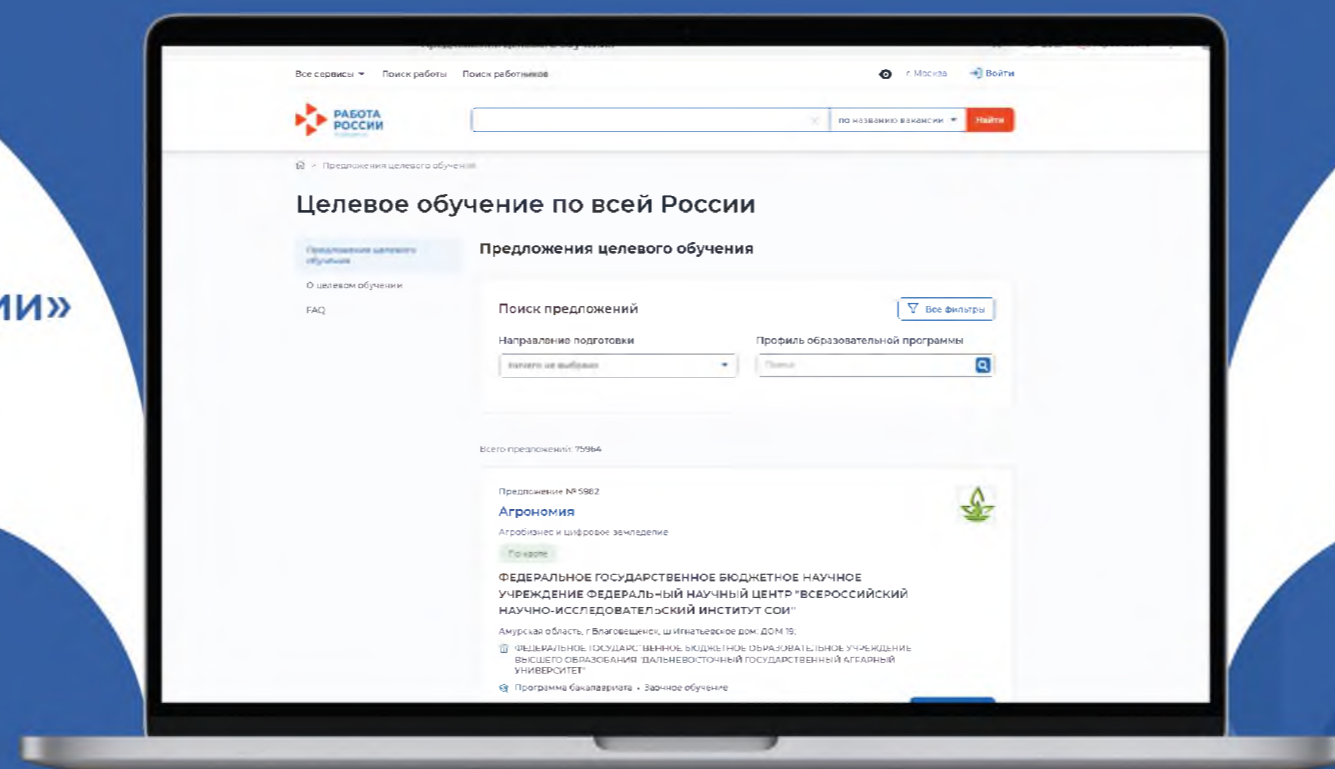 Все сервисы Поиск работы Поиск работников г. Москва Войти
РАБОТА
РОССИИ
по названию вакансии Найти
Предложения целевого обучения
Целевое обучение по всей России
Предложения целевого
обучения
Предложения целевого обучения
О целевом обучении
ИИ»
FAQ
Поиск предложений Все фильтры
Направление подготовки Профиль образовательной программы
Ничего не выбрано Поиск
Всего предложений: 75964
Предложение № 5982
Агрономия
Агробизнес и цифровое земледелие
По квоте
ФЕДЕРАЛЬНОЕ ГОСУДАРСТВЕННОЕ БЮДЖЕТНОЕ НАУЧНОЕ
УЧРЕЖДЕНИЕ ФЕДЕРАЛЬНЫЙ НАУЧНЫЙ ЦЕНТР "ВСЕРОССИЙСКИЙ
НАУЧНО-ИССЛЕДОВАТЕЛЬСКИЙ ИНСТИТУТ СОИ"
Амурская область, г Благовещенск, ш Игнатьевское дом: ДОМ 19;
ФЕДЕРАЛЬНОЕ ГОСУДАРСТВЕННОЕ БЮДЖЕТНОЕ ОБРАЗОВАТЕЛЬНОЕ УЧРЕЖДЕНИЕ
ВЫСШЕГО ОБРАЗОВАНИЯ "ДАЛЬНЕВОСТОЧНЫЙ ГОСУДАРСТВЕННЫЙ АГРАРНЫЙ
УНИВЕРСИТЕТ"
Программа бакалавриата • Заочное обучение